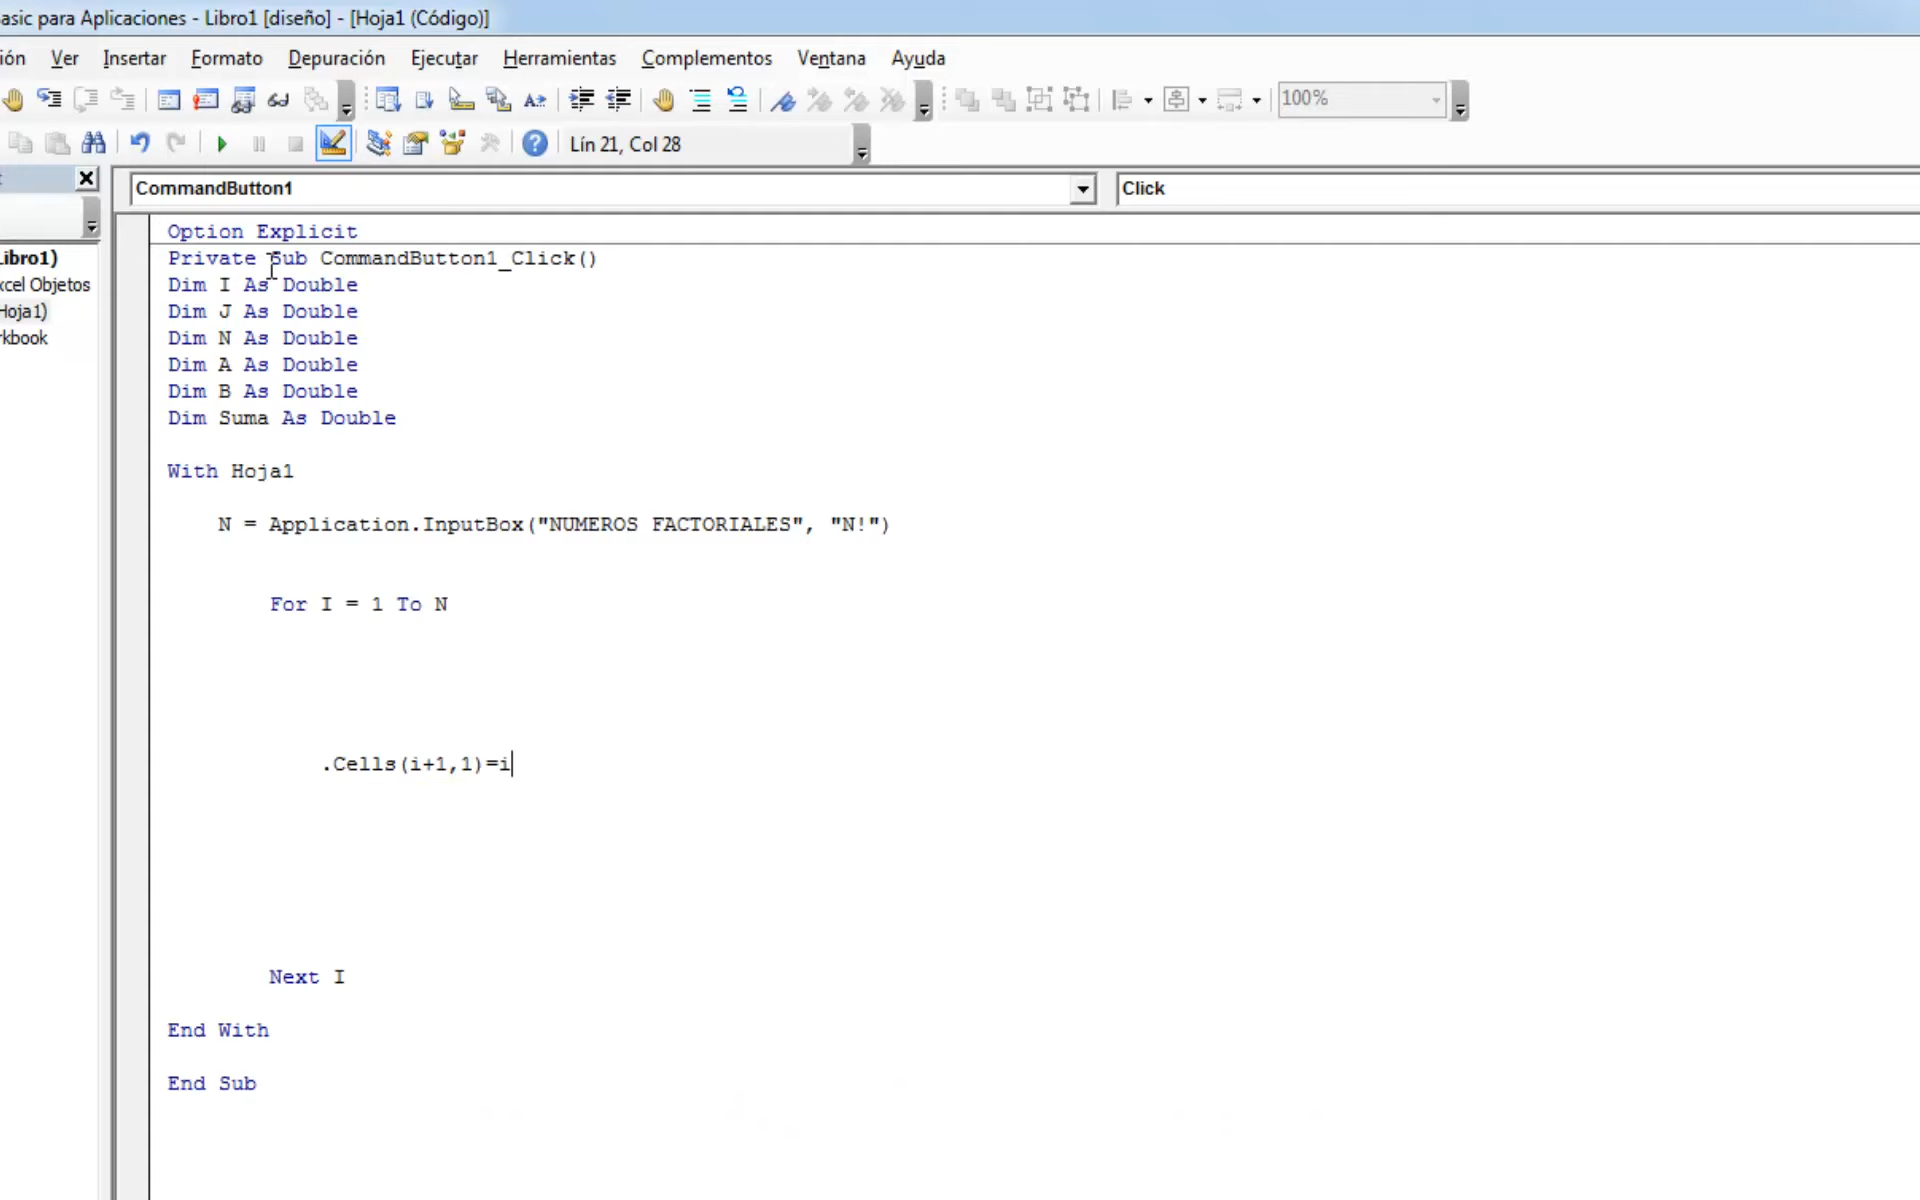 asic para Aplicaciones - Libro1 [diseño] - [Hoja1 (Código)]
ión Ver Insertar Formato Depuración Ejecutar Herramientas Complementos Ventana Ayuda
100%
Lín 21, Col 28
CommandButton1 Click
Option Explicit
Private Sub CommandButton1_Click()
Dim I As Double
Dim J As Double
Dim N As Double
Dim A As Double
Dim B As Double
Dim Suma As Double
With Hoja1
N = Application.InputBox("NUMEROS FACTORIALES", "N!")
For I = 1 To N
.Cells(i+1,1)=i
Next I
End With
End Sub
Libro1)
xcel Objetos
Hoja1)
rkbook